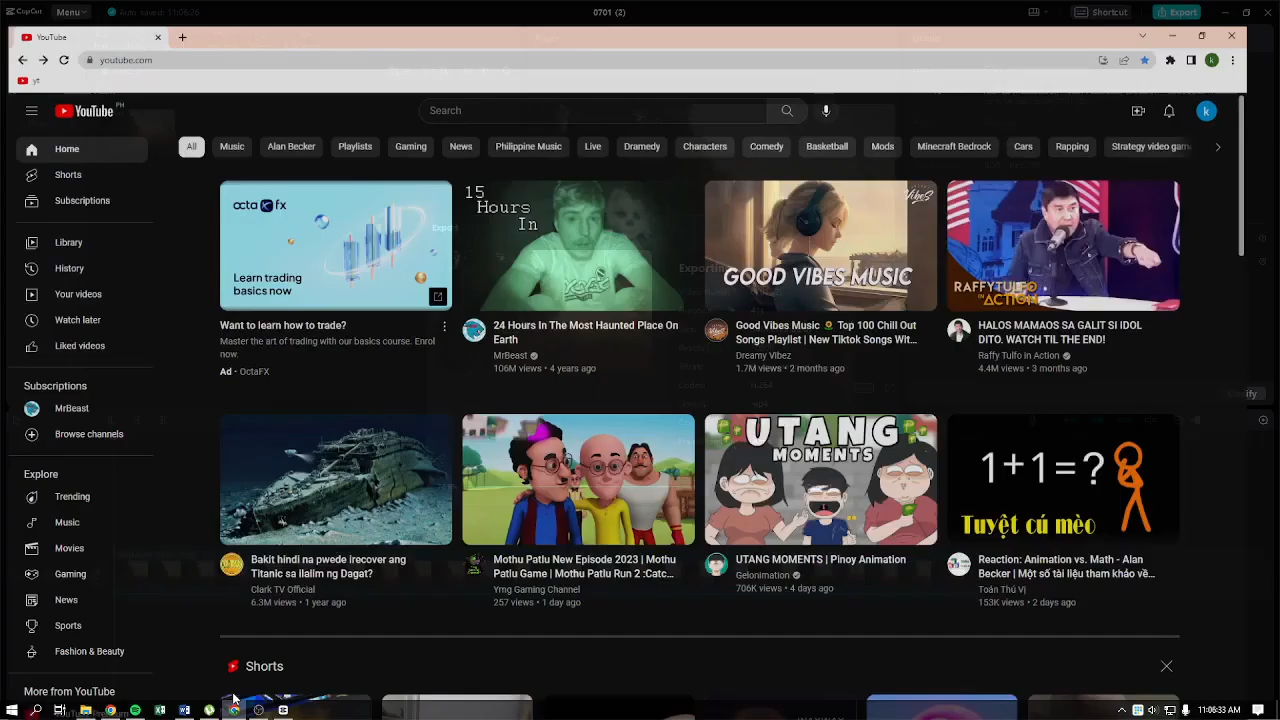 CapCut Menu Auto saved: 11:06:26 0701 (2) Shortcut Export
YouTube
youtube.com
yt
YouTube PH Search k
All Music Alan Becker Playlists Gaming News Philippine Music Live Dramedy Characters Comedy Basketball Mods Minecraft Bedrock Cars Rapping Strategy video gam
Home
Shorts
Subscriptions
Library
History
Your videos
Watch later
Liked videos
Subscriptions
MrBeast
Browse channels
Explore
Trending
Music
Movies
Gaming
News
Sports
Fashion & Beauty
More from YouTube
octa fx
Learn trading
basics now
Want to learn how to trade?
Master the art of trading with our basics course. Enrol
now.
Ad • OctaFX
15
Hours
In
24 Hours In The Most Haunted Place On
Earth
MrBeast
106M views • 4 years ago
Vibes
GOOD VIBES MUSIC
Good Vibes Music Top 100 Chill Out
Songs Playlist | New Tiktok Songs Wit...
Dreamy Vibez
1.7M views • 2 months ago
RAFFY TULFO
IN ACTION
HALOS MAMAOS SA GALIT SI IDOL
DITO. WATCH TIL THE END!
Raffy Tulfo in Action
4.4M views • 3 months ago
Export
Exporting
H.264
mp4
Bakit hindi na pwede irecover ang
Titanic sa ilalim ng Dagat?
Clark TV Official
6.3M views • 1 year ago
Mothu Patlu New Episode 2023 | Mothu
Patlu Game | Mothu Patlu Run 2 :Catc...
Ymg Gaming Channel
257 views • 1 day ago
UTANG
MOMENTS
UTANG MOMENTS | Pinoy Animation
Gelonimation
706K views • 4 days ago
1+1=?
Tuyệt cú mèo
Reaction: Animation vs. Math - Alan
Becker | Một số tài liệu tham khảo về...
Toán Thú Vị
153K views • 2 days ago
Shorts
11:06:33 AM